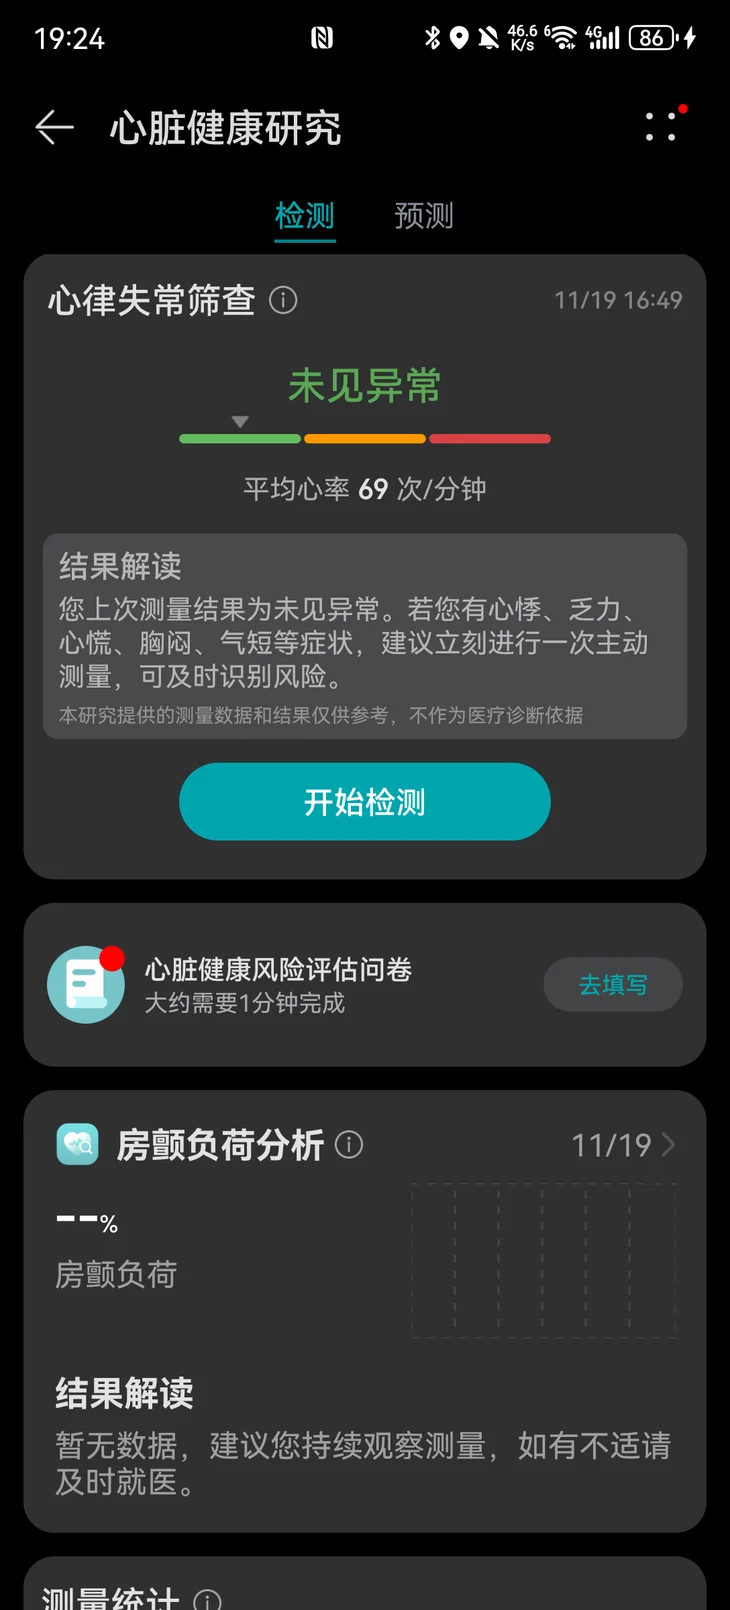 19:24
46.6 K/s 6 4G 86
心脏健康研究
检测 预测
心律失常筛查 11/19 16:49
未见异常
平均心率 69 次/分钟
结果解读
您上次测量结果为未见异常。若您有心悸、乏力、
心慌、胸闷、气短等症状，建议立刻进行一次主动
测量，可及时识别风险。
本研究提供的测量数据和结果仅供参考，不作为医疗诊断依据
开始检测
心脏健康风险评估问卷
大约需要1分钟完成
去填写
房颤负荷分析 11/19
--%
房颤负荷
结果解读
暂无数据，建议您持续观察测量，如有不适请
及时就医。
测量统计